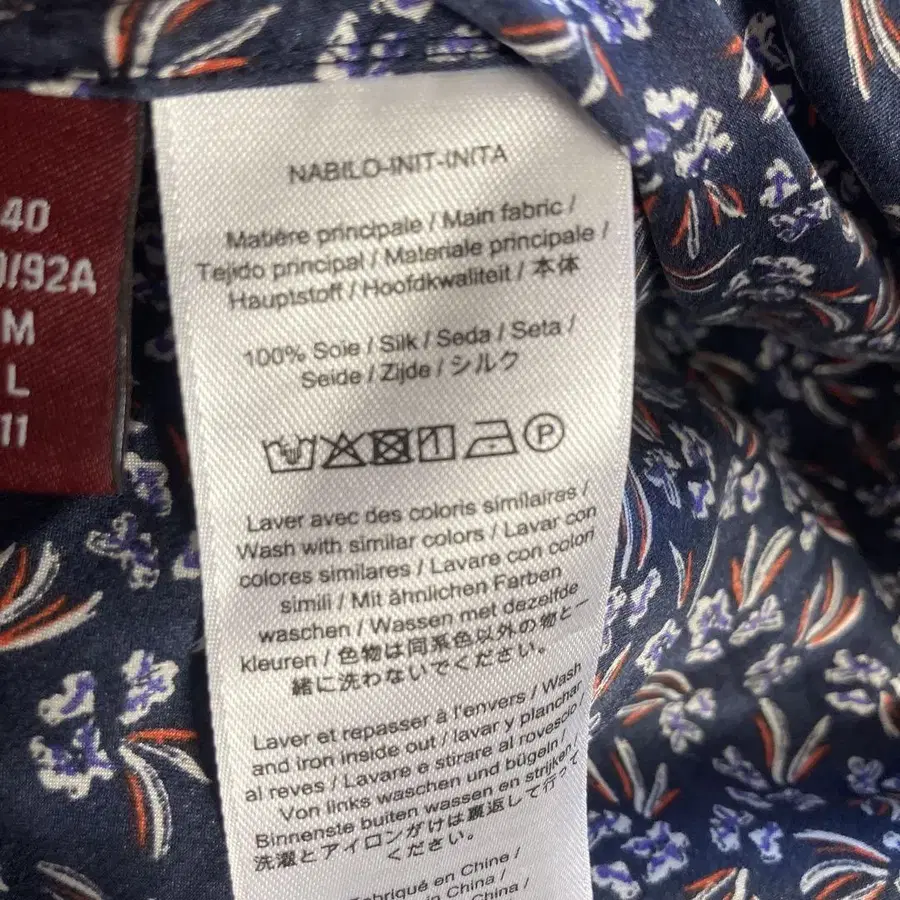 40
/92A
M
L
11
NABILO-INIT-INITA
Matière principale / Main fabric /
Tejido principal / Materiale principale /
Hauptstoff / Hoofdkwaliteit / 本体
100% Soie / Silk / Seda / Seta /
Seide / Zijde / シルク
P
Laver avec des coloris similaires /
Wash with similar colors / Lavar con
colores similares / Lavare con colori
simili / Mit ähnlichen Farben
waschen / Wassen met dezelfde
kleuren / 色物は同系色以外の物と一
緒に洗わないでください。
Laver et repasser à l'envers / Wash
and iron inside out / lavar y planchar
al reves / Lavare e stirare al rovescio /
Von links waschen und bügeln /
Binnenste buiten wassen en strijken /
洗濯とアイロンがけは裏返して行って
ください。
Fabriqué en Chine /
in China /
China /